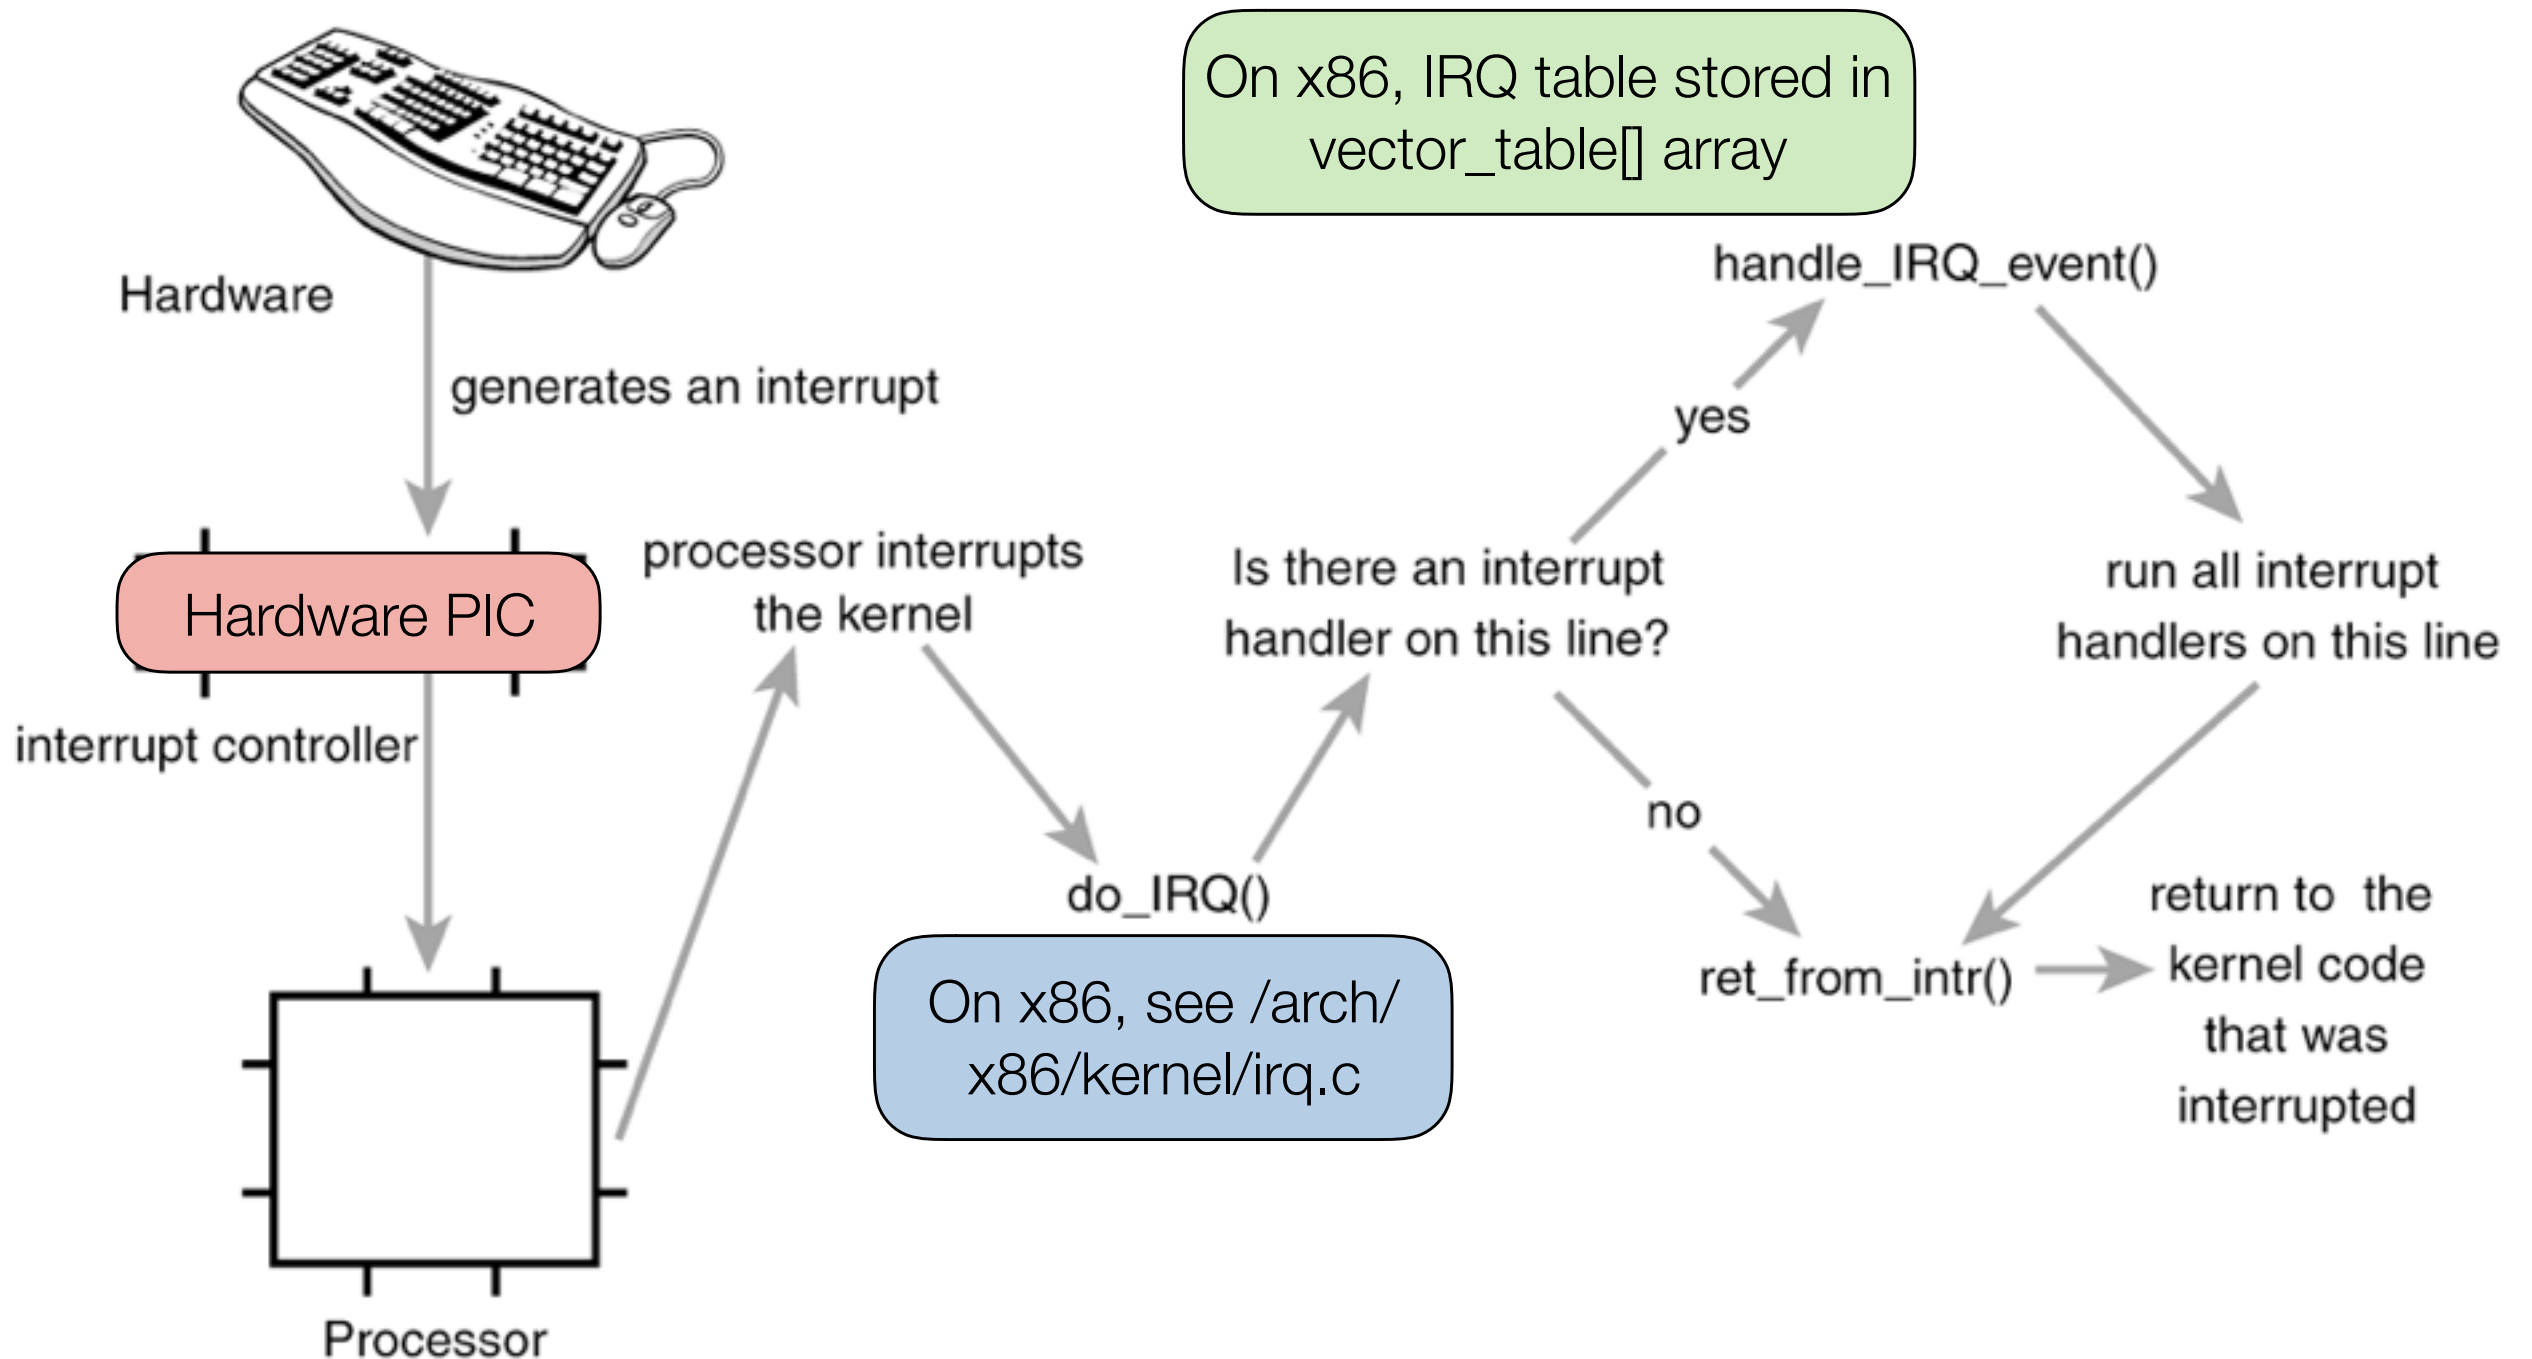 On x86, IRQ table stored in
vector_table[] array
handle_IRQ_event()
Hardware
generates an interrupt
yes
processor interrupts
the kernel
Is there an interrupt
handler on this line?
run all interrupt
handlers on this line
Hardware PIC
interrupt controller
no
do_IRQ()
On x86, see /arch/
x86/kernel/irq.c
ret_from_intr()
return to the
kernel code
that was
interrupted
Processor